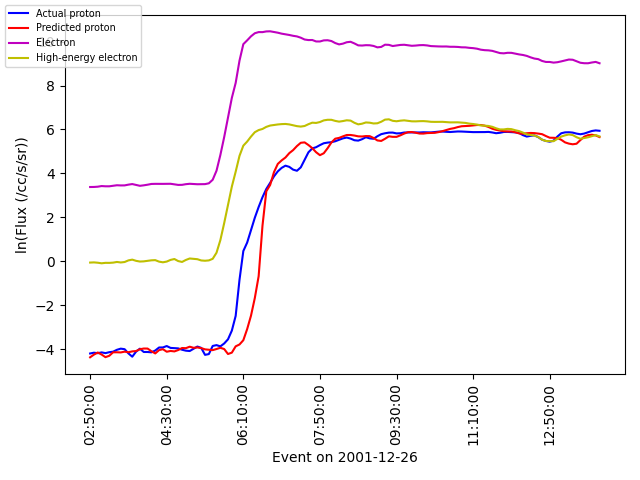 Actual proton
Predicted proton
Electron
High-energy electron
8
6
4
2
0
−2
−4
ln(Flux (/cc/s/sr))
02:50:00
04:30:00
06:10:00
07:50:00
09:30:00
11:10:00
12:50:00
Event on 2001-12-26